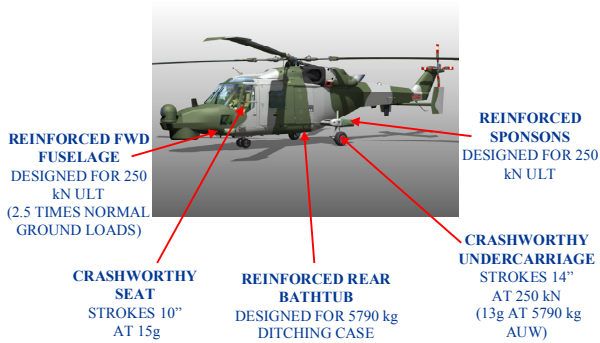 REINFORCED FWD
FUSELAGE
DESIGNED FOR 250
kN ULT
(2.5 TIMES NORMAL
GROUND LOADS)
CRASHWORTHY
SEAT
STROKES 10”
AT 15g
REINFORCED REAR
BATHTUB
DESIGNED FOR 5790 kg
DITCHING CASE
REINFORCED
SPONSONS
DESIGNED FOR 250
kN ULT
CRASHWORTHY
UNDERCARRIAGE
STROKES 14”
AT 250 kN
(13g AT 5790 kg
AUW)